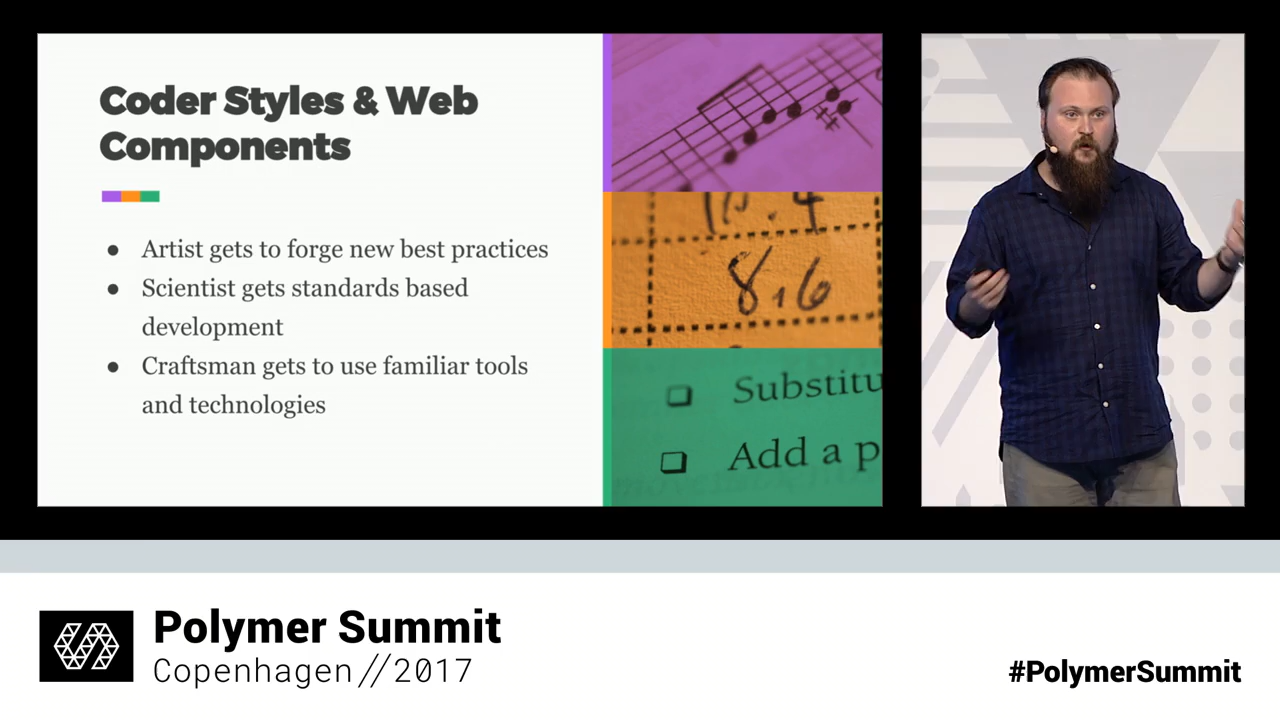 Coder Styles & Web
Components
● Artist gets to forge new best practices
● Scientist gets standards based
development
● Craftsman gets to use familiar tools
and technologies
8,6
Substitu
Add a p
Polymer Summit
Copenhagen//2017
#PolymerSummit